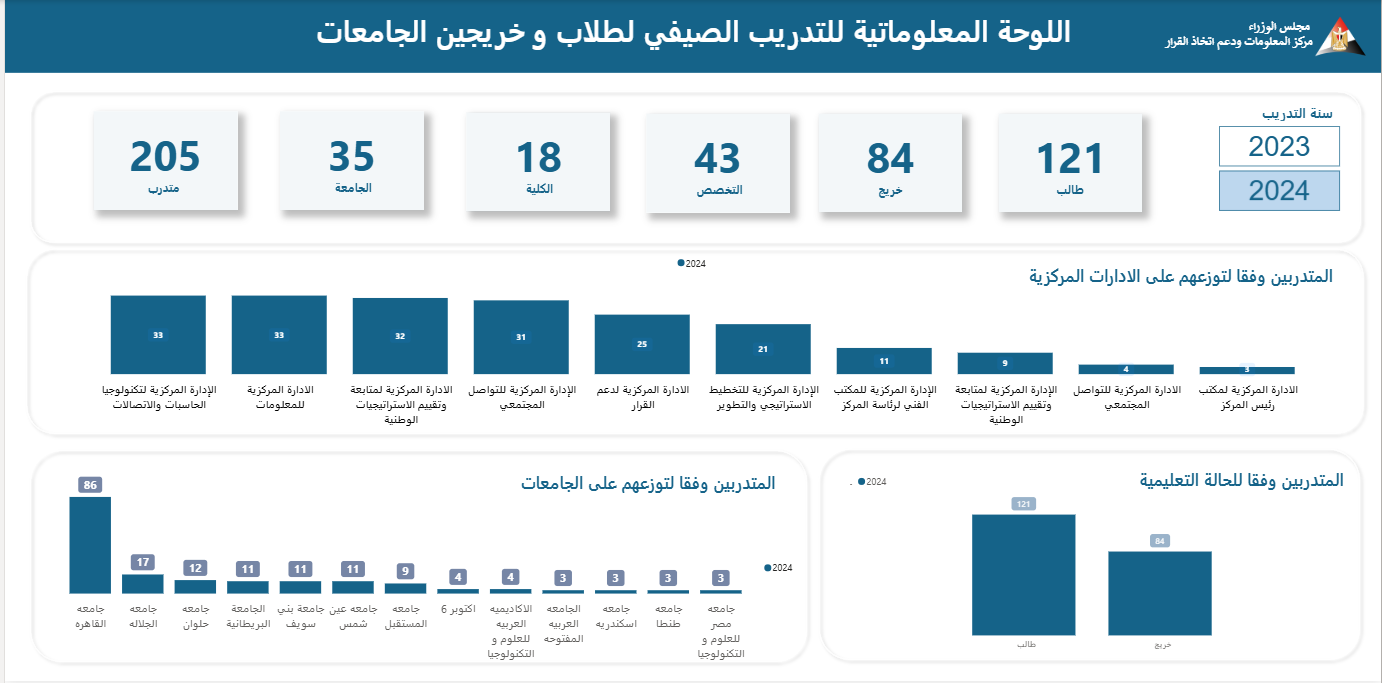 مجلس الوزراء
مركز المعلومات ودعم اتخاذ القرار
اللوحة المعلوماتية للتدريب الصيفي لطلاب و خريجين الجامعات
سنة التدريب
2023
2024
121
طالب
84
خريج
43
التخصص
18
الكلية
35
الجامعة
205
متدرب
المتدربين وفقا لتوزعهم على الادارات المركزية
2024
33
33
32
31
25
21
11
9
4
3
الإدارة المركزية لتكنولوجيا
الحاسبات والاتصالات
الادارة المركزية
للمعلومات
الادارة المركزية لمتابعة
وتقييم الاستراتيجيات
الوطنية
الإدارة المركزية للتواصل
المجتمعي
الادارة المركزية لدعم
القرار
الإدارة المركزية للتخطيط
الاستراتيجي والتطوير
الإدارة المركزية للمكتب
الفني لرئاسة المركز
الإدارة المركزية لمتابعة
وتقييم الاستراتيجيات
الوطنية
الادارة المركزية للتواصل
المجتمعي
الادارة المركزية لمكتب
رئيس المركز
المتدربين وفقا للحالة التعليمية
. 2024
121
84
طالب
خريج
المتدربين وفقا لتوزعهم على الجامعات
2024
86
17
12
11
11
11
9
4
4
3
3
3
3
جامعه
القاهره
جامعه
الجلاله
جامعه
حلوان
الجامعة
البريطانية
جامعة بني
سويف
جامعه عين
شمس
جامعه
المستقبل
6 اكتوبر
الاكاديميه
العربيه
للعلوم و
التكنولوجيا
الجامعه
العربيه
المفتوحه
جامعه
اسكندريه
جامعه
طنطا
جامعه
مصر
للعلوم و
التكنولوجيا